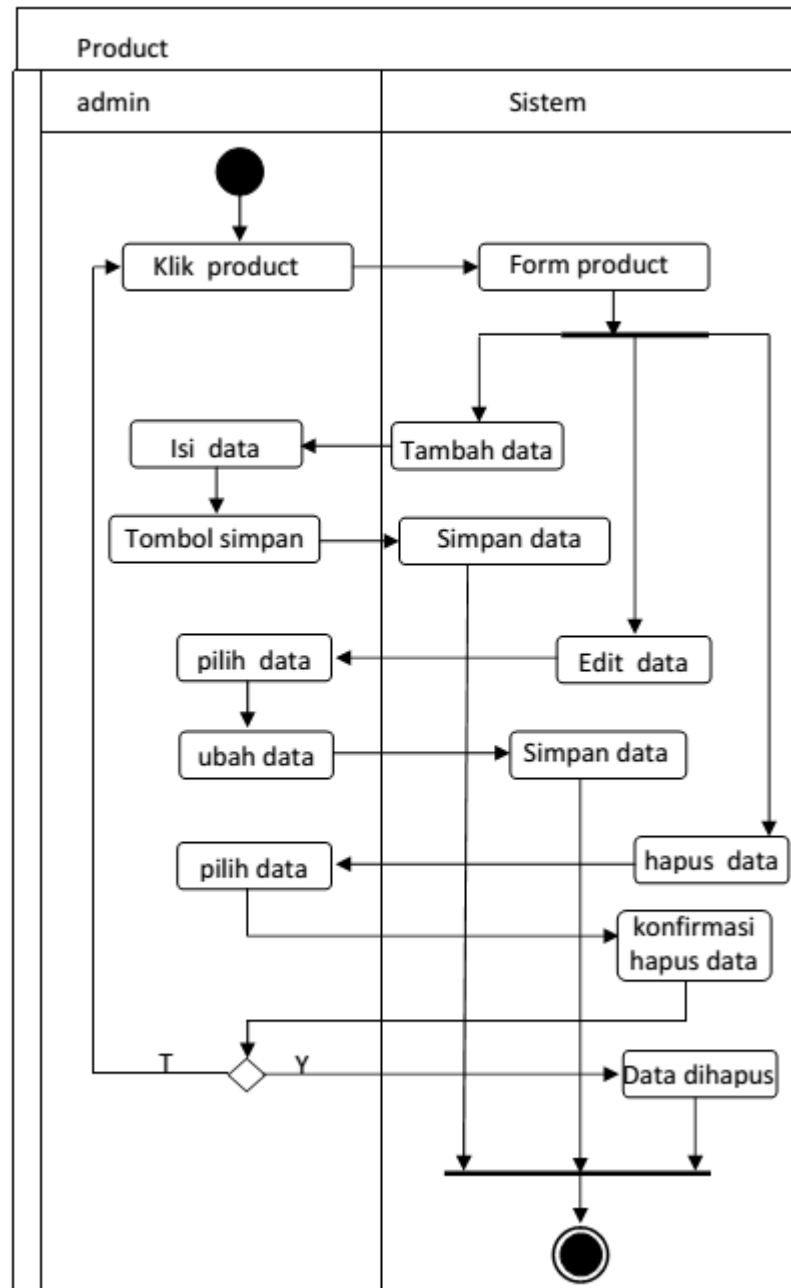 Product
admin
Sistem
Klik product
Form product
Isi data
Tambah data
Tombol simpan
Simpan data
pilih data
Edit data
ubah data
Simpan data
pilih data
hapus data
konfirmasi
hapus data
T
Y
Data dihapus